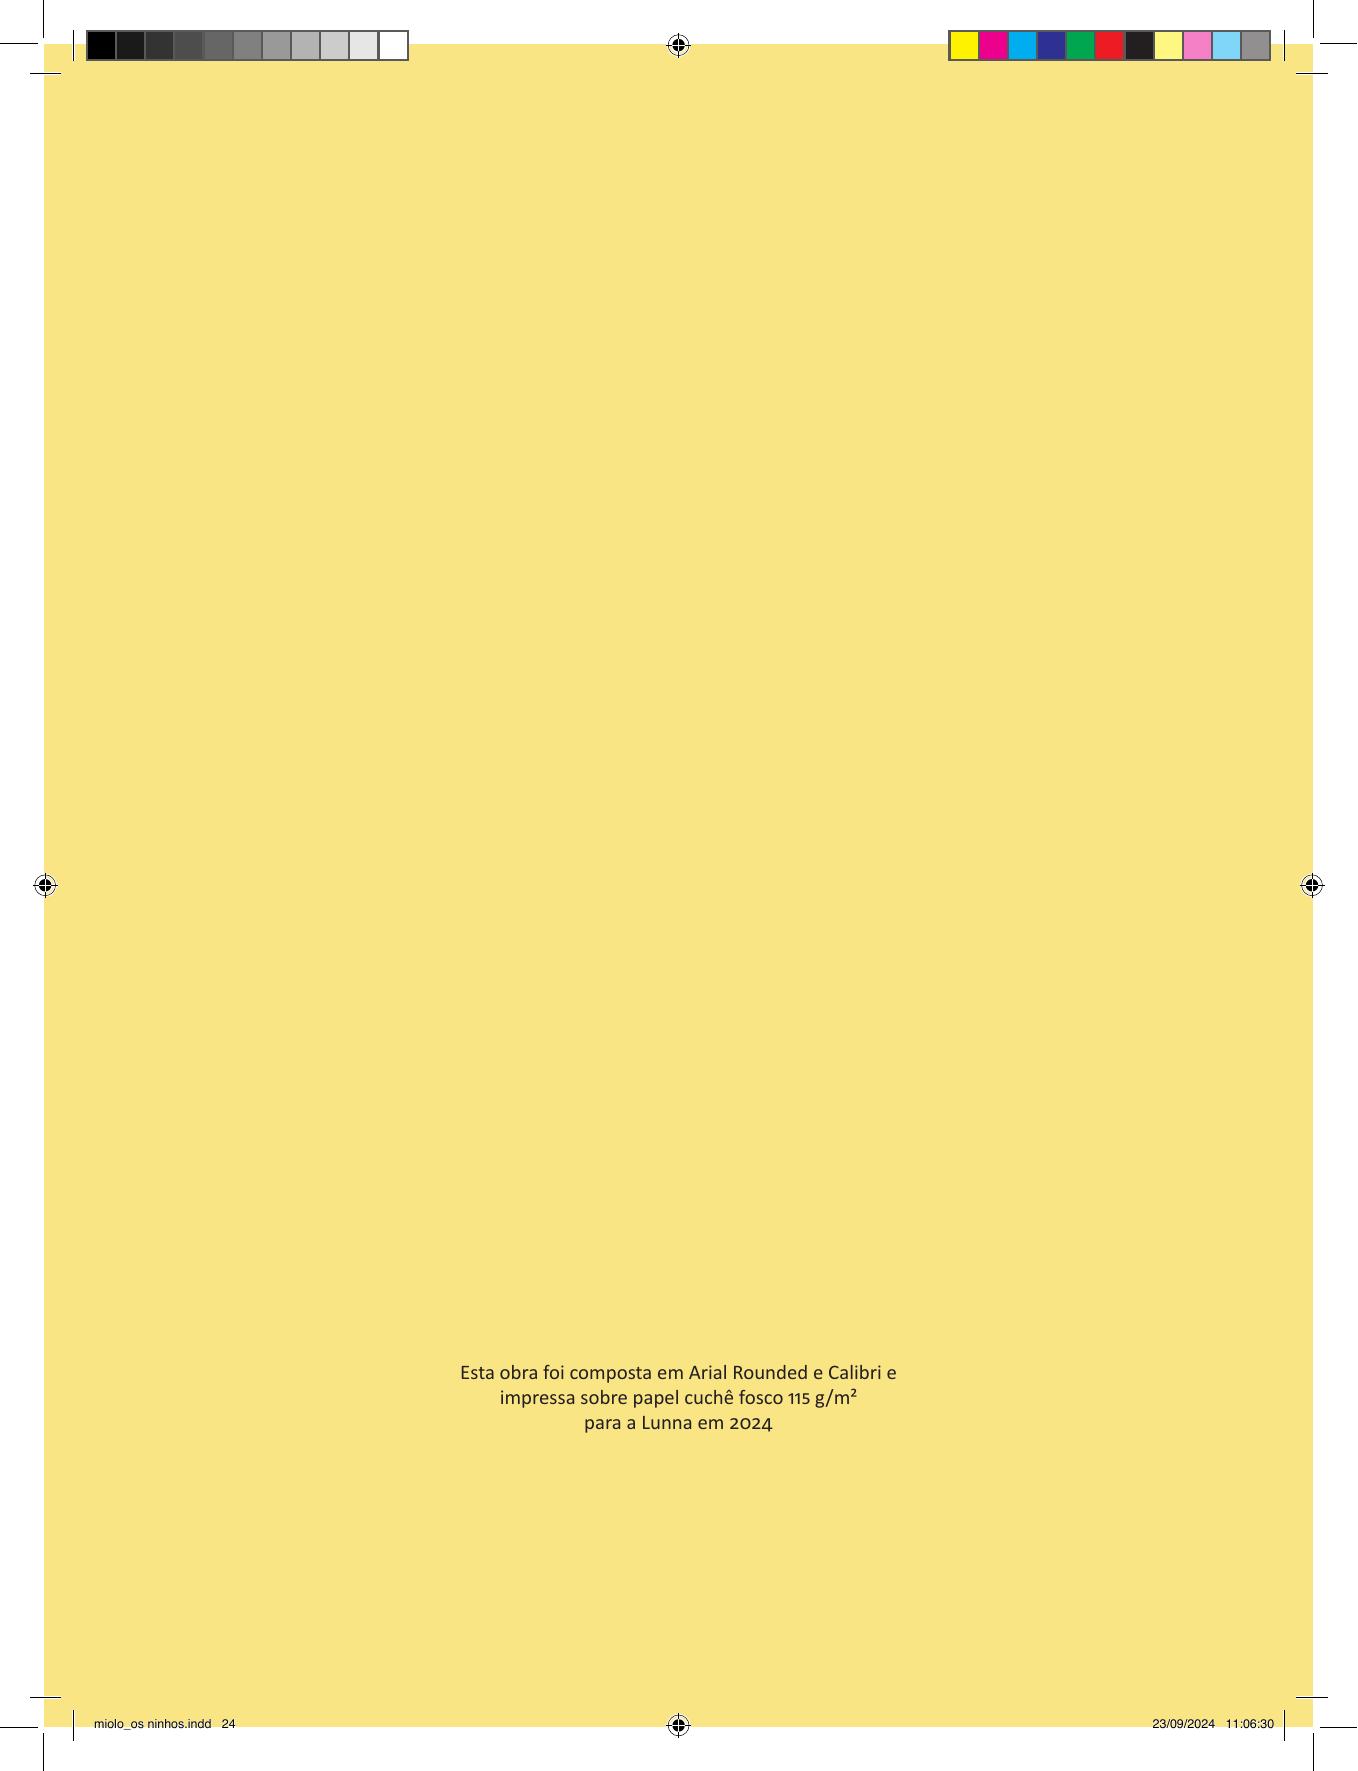 Esta obra foi composta em Arial Rounded e Calibri e
impressa sobre papel cuchê fosco 115 g/m²
para a Lunna em 2024
miolo_os ninhos.indd 24
23/09/2024 11:06:30